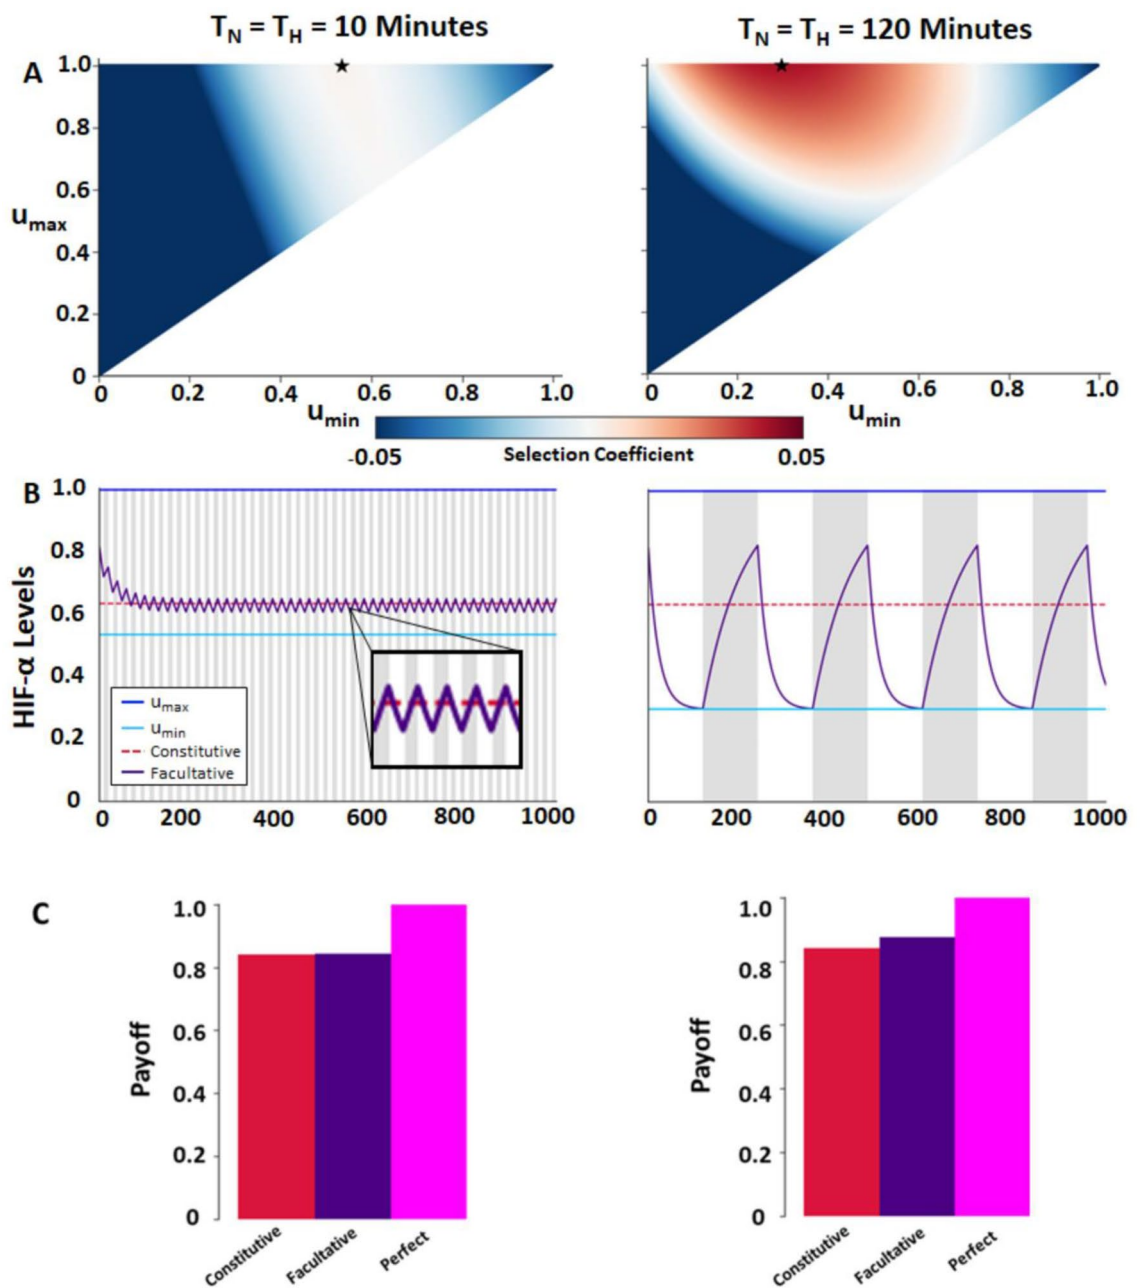 T_N = T_H = 10 Minutes
T_N = T_H = 120 Minutes
A
1.0
0.8
0.6
u_max
0.4
0.2
0
0 0.2 0.4 0.6 0.8 1.0
u_min
0 0.2 0.4 0.6 0.8 1.0
u_min
-0.05 Selection Coefficient 0.05
B
1.0
0.8
0.6
0.4
0.2
0
HIF-α Levels
u_max
u_min
Constitutive
Facultative
0 200 400 600 800 1000
0 200 400 600 800 1000
C
1.0
0.8
0.6
0.4
0.2
0
Payoff
Constitutive
Facultative
Perfect
1.0
0.8
0.6
0.4
0.2
0
Payoff
Constitutive
Facultative
Perfect